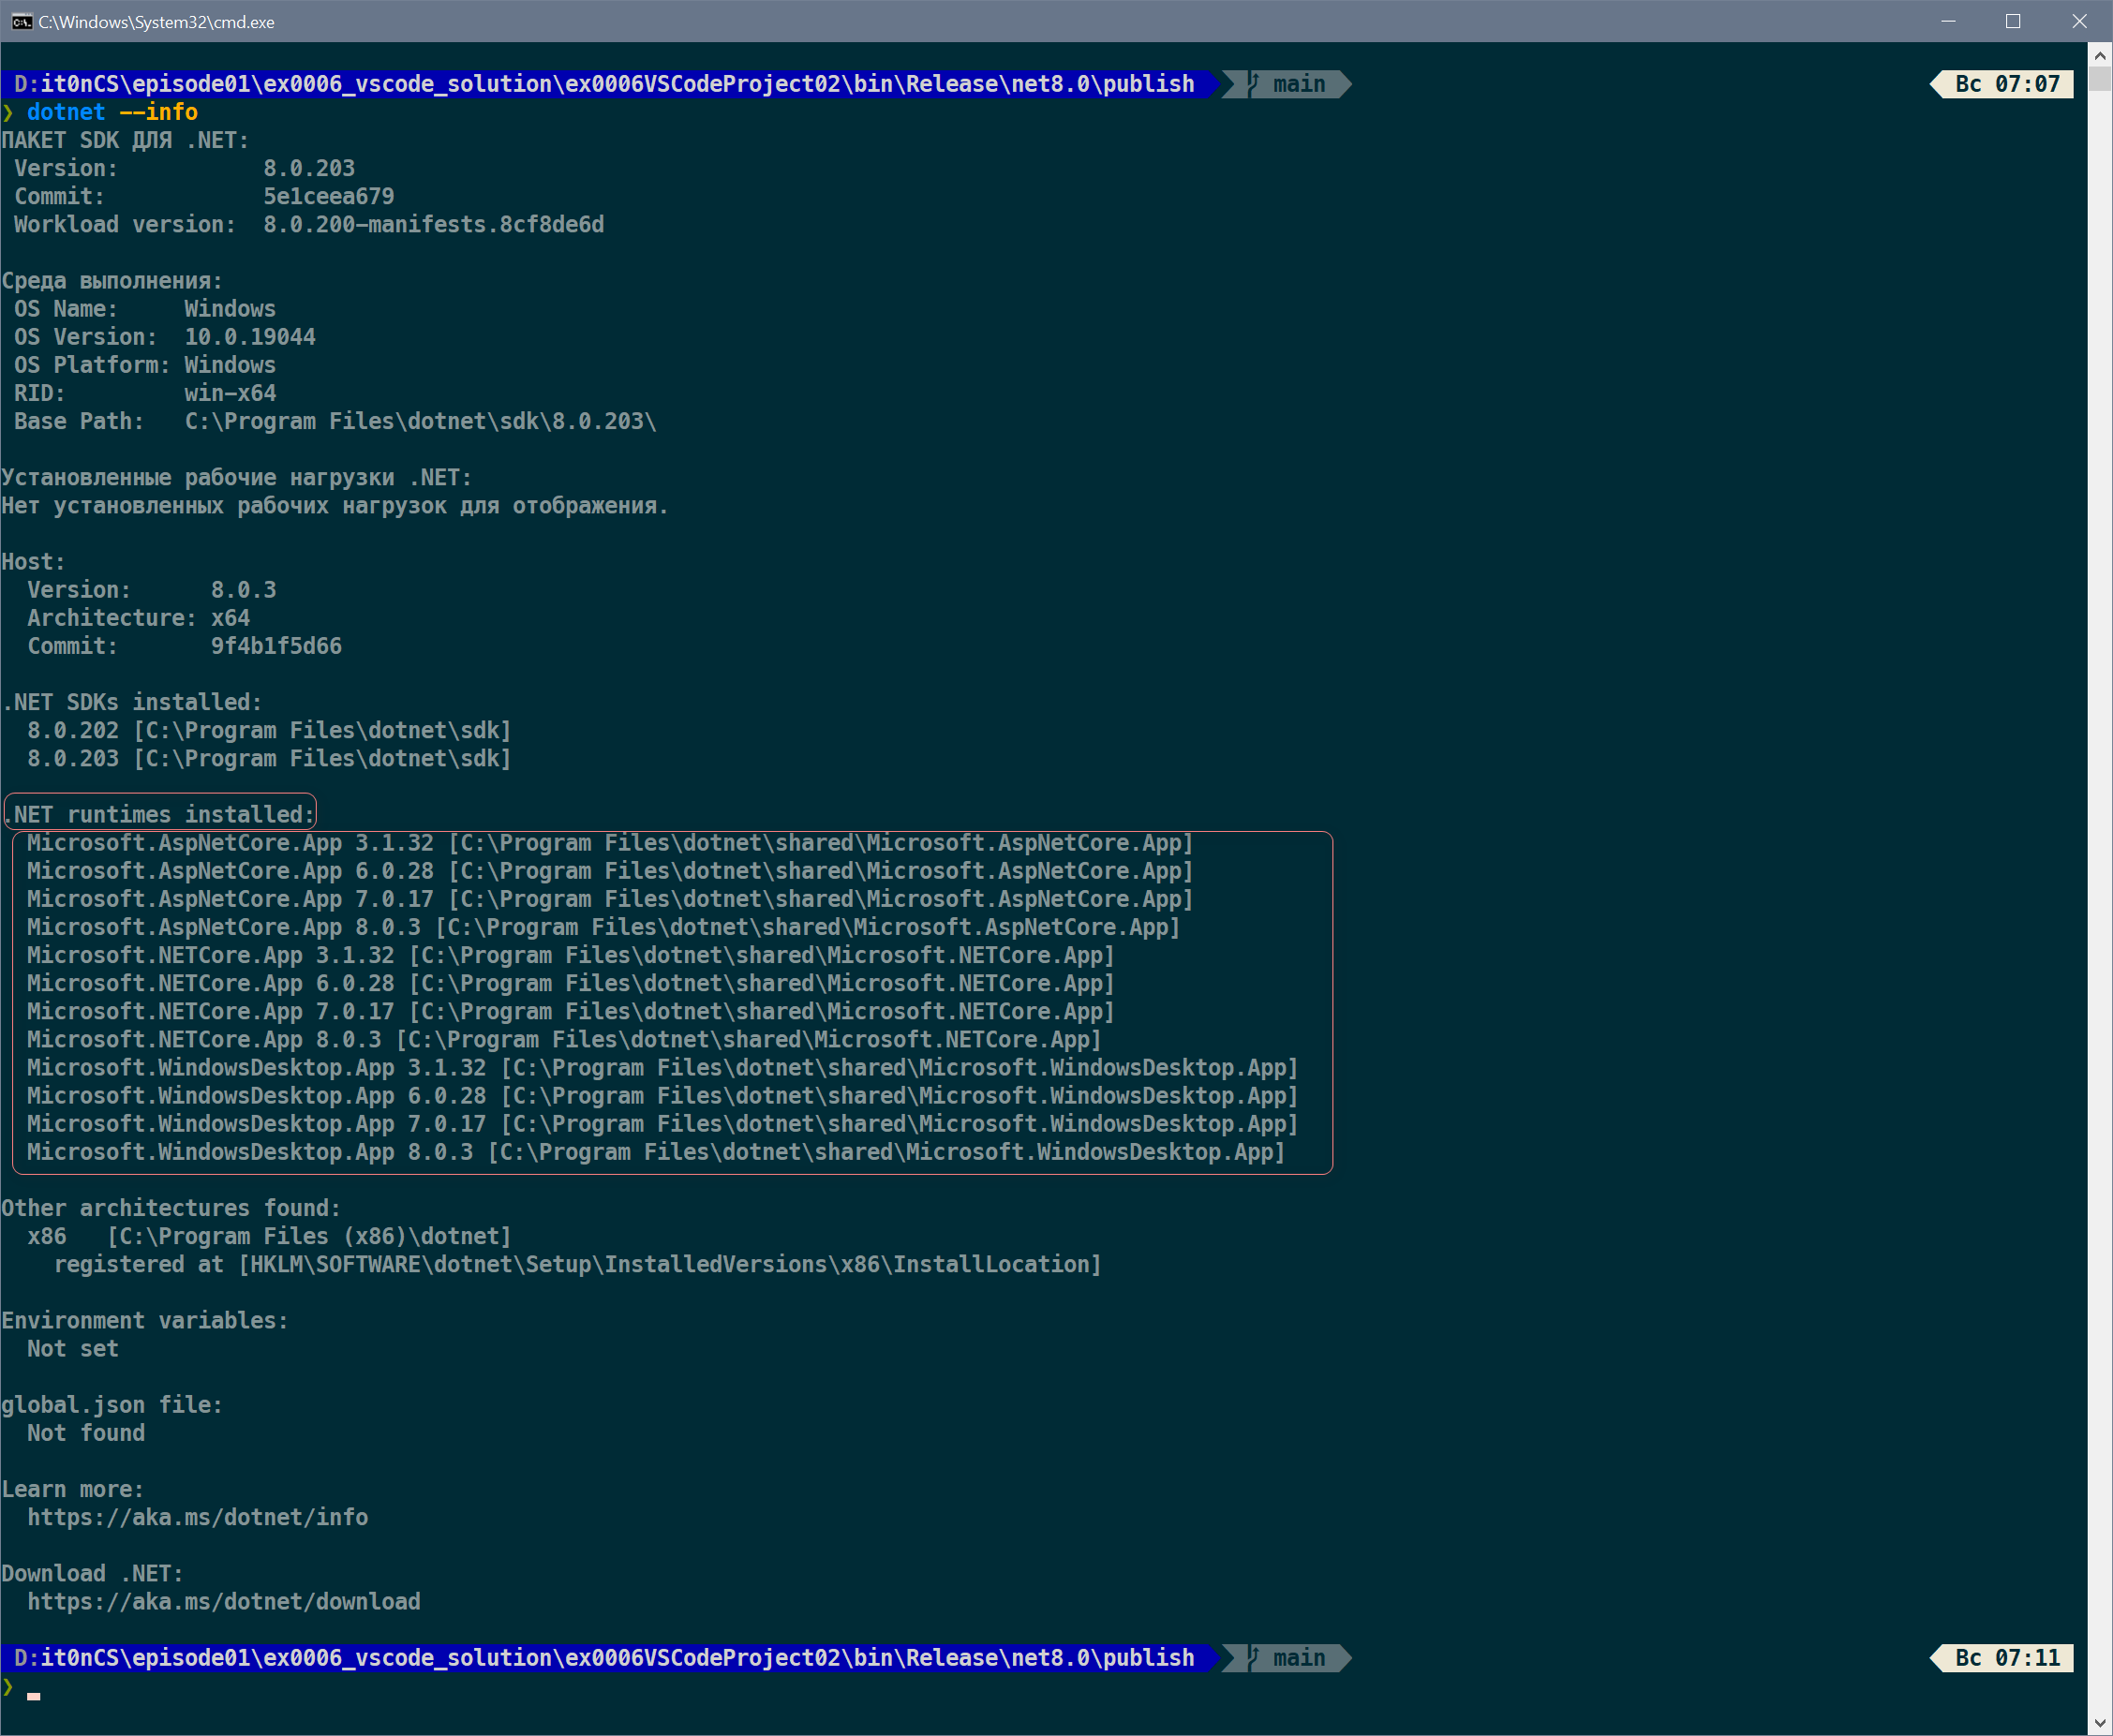 C:\Windows\System32\cmd.exe
D:it0nCS\episode01\ex0006_vscode_solution\ex0006VSCodeProject02\bin\Release\net8.0\publish main Вс 07:07
❯ dotnet --info
ПАКЕТ SDK ДЛЯ .NET:
Version: 8.0.203
Commit: 5e1ceea679
Workload version: 8.0.200-manifests.8cf8de6d
Среда выполнения:
OS Name: Windows
OS Version: 10.0.19044
OS Platform: Windows
RID: win-x64
Base Path: C:\Program Files\dotnet\sdk\8.0.203\
Установленные рабочие нагрузки .NET:
Нет установленных рабочих нагрузок для отображения.
Host:
Version: 8.0.3
Architecture: x64
Commit: 9f4b1f5d66
.NET SDKs installed:
8.0.202 [C:\Program Files\dotnet\sdk]
8.0.203 [C:\Program Files\dotnet\sdk]
.NET runtimes installed:
Microsoft.AspNetCore.App 3.1.32 [C:\Program Files\dotnet\shared\Microsoft.AspNetCore.App]
Microsoft.AspNetCore.App 6.0.28 [C:\Program Files\dotnet\shared\Microsoft.AspNetCore.App]
Microsoft.AspNetCore.App 7.0.17 [C:\Program Files\dotnet\shared\Microsoft.AspNetCore.App]
Microsoft.AspNetCore.App 8.0.3 [C:\Program Files\dotnet\shared\Microsoft.AspNetCore.App]
Microsoft.NETCore.App 3.1.32 [C:\Program Files\dotnet\shared\Microsoft.NETCore.App]
Microsoft.NETCore.App 6.0.28 [C:\Program Files\dotnet\shared\Microsoft.NETCore.App]
Microsoft.NETCore.App 7.0.17 [C:\Program Files\dotnet\shared\Microsoft.NETCore.App]
Microsoft.NETCore.App 8.0.3 [C:\Program Files\dotnet\shared\Microsoft.NETCore.App]
Microsoft.WindowsDesktop.App 3.1.32 [C:\Program Files\dotnet\shared\Microsoft.WindowsDesktop.App]
Microsoft.WindowsDesktop.App 6.0.28 [C:\Program Files\dotnet\shared\Microsoft.WindowsDesktop.App]
Microsoft.WindowsDesktop.App 7.0.17 [C:\Program Files\dotnet\shared\Microsoft.WindowsDesktop.App]
Microsoft.WindowsDesktop.App 8.0.3 [C:\Program Files\dotnet\shared\Microsoft.WindowsDesktop.App]
Other architectures found:
x86 [C:\Program Files (x86)\dotnet]
registered at [HKLM\SOFTWARE\dotnet\Setup\InstalledVersions\x86\InstallLocation]
Environment variables:
Not set
global.json file:
Not found
Learn more:
https://aka.ms/dotnet/info
Download .NET:
https://aka.ms/dotnet/download
D:it0nCS\episode01\ex0006_vscode_solution\ex0006VSCodeProject02\bin\Release\net8.0\publish main Вс 07:11
❯